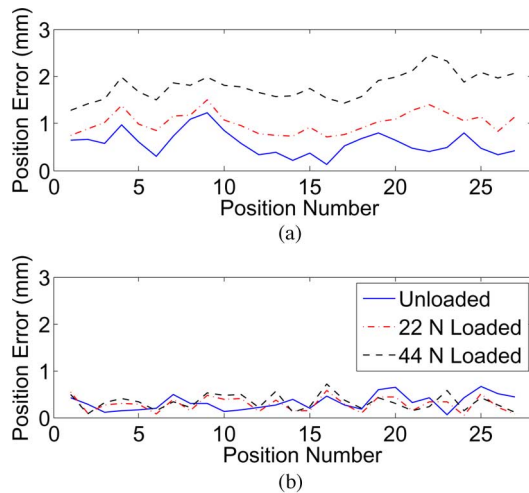 3
2
1
0
Position Error (mm)
0 5 10 15 20 25
Position Number
(a)
3
2
1
0
Position Error (mm)
Unloaded
22 N Loaded
44 N Loaded
0 5 10 15 20 25
Position Number
(b)